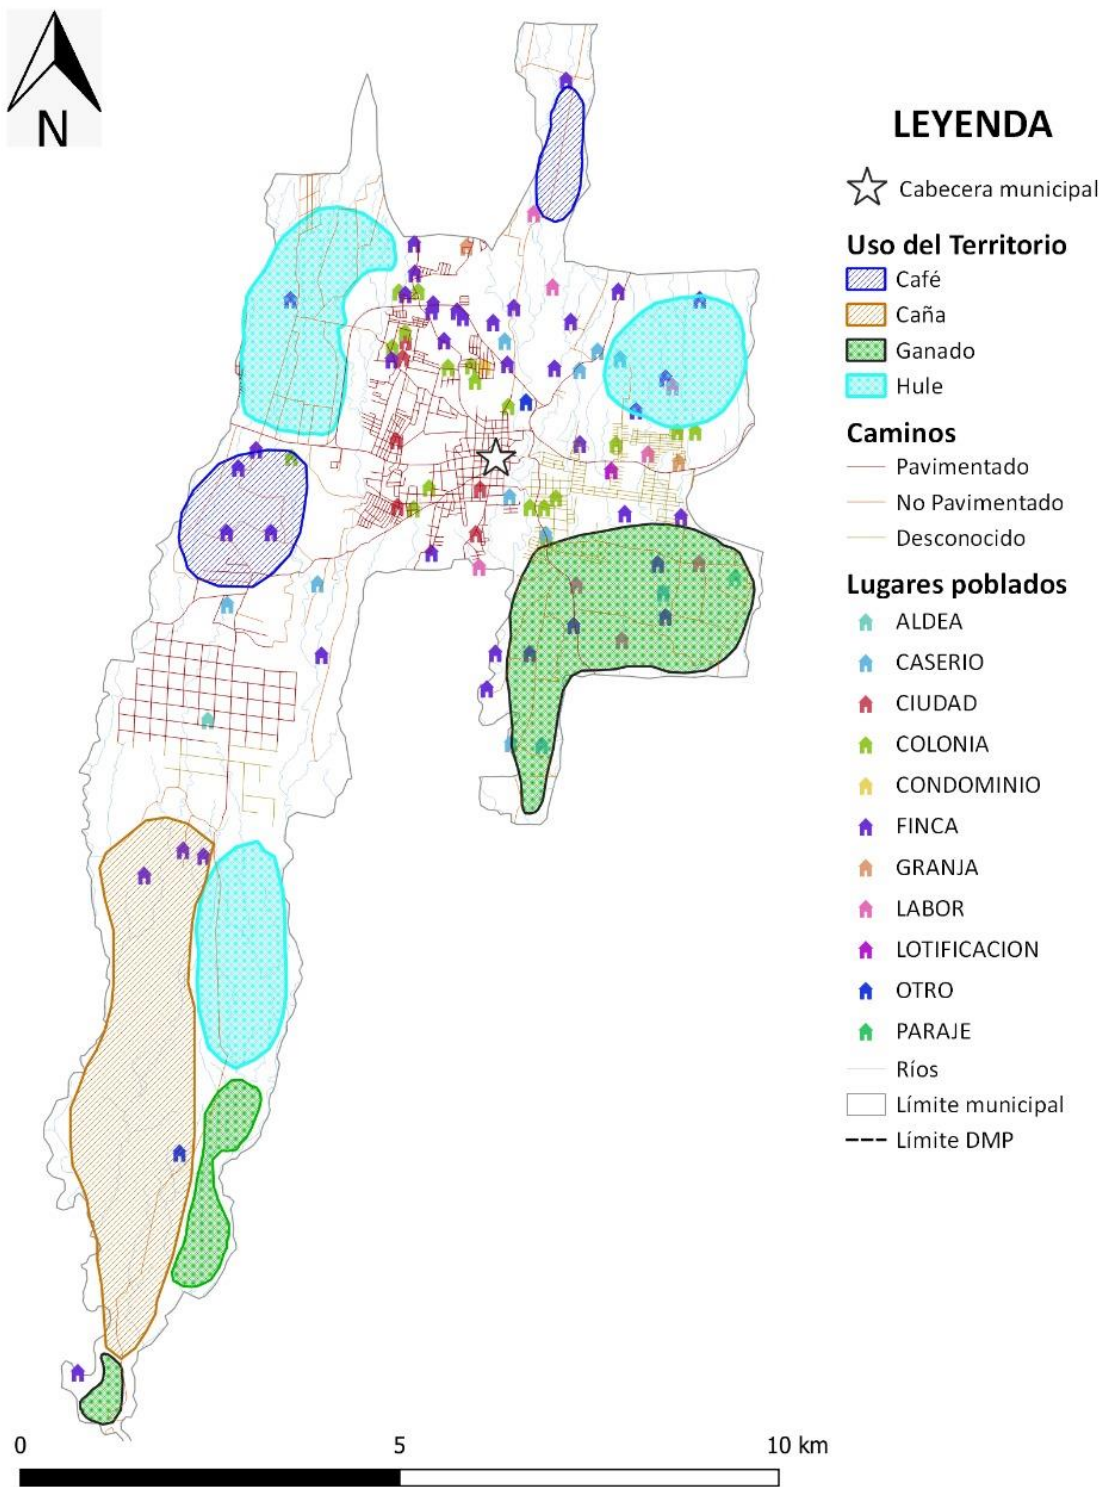 N
LEYENDA
Cabecera municipal
Uso del Territorio
Café
Caña
Ganado
Hule
Caminos
Pavimentado
No Pavimentado
Desconocido
Lugares poblados
ALDEA
CASERIO
CIUDAD
COLONIA
CONDOMINIO
FINCA
GRANJA
LABOR
LOTIFICACION
OTRO
PARAJE
Ríos
Límite municipal
Límite DMP
0 5 10 km